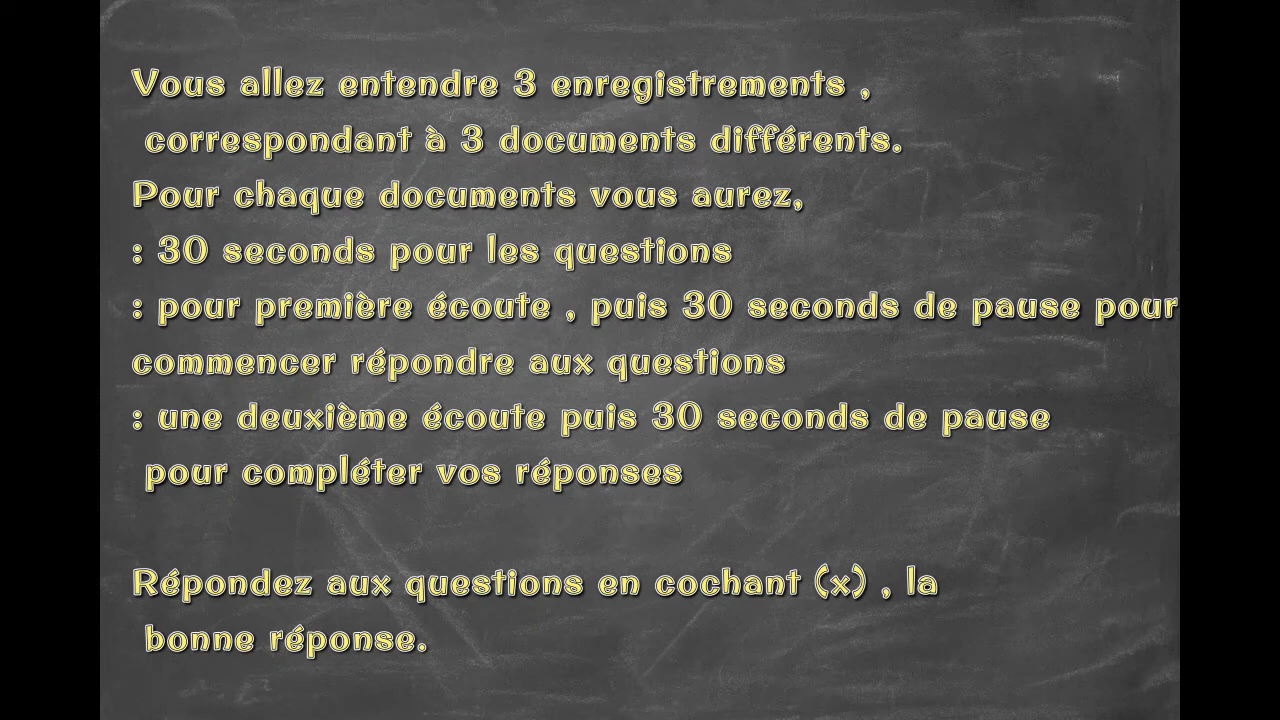 Vous allez entendre 3 enregistrements ,
correspondant à 3 documents différents.
Pour chaque documents vous aurez,
: 30 seconds pour les questions
: pour première écoute , puis 30 seconds de pause pour
commencer répondre aux questions
: une deuxième écoute puis 30 seconds de pause
pour compléter vos réponses
Répondez aux questions en cochant (x) , la
bonne réponse.